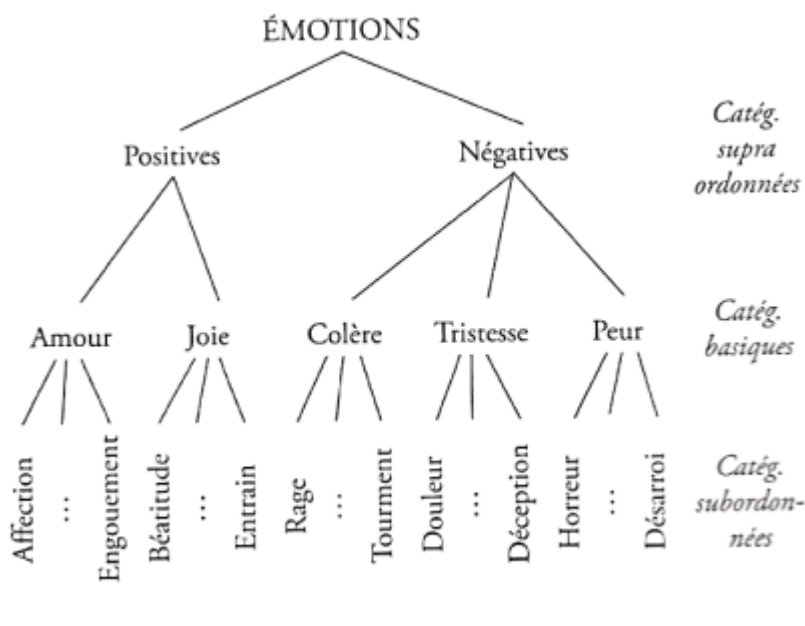 ÉMOTIONS
Positives
Négatives
Catég.
supra
ordonnées
Amour
Joie
Colère
Tristesse
Peur
Catég.
basiques
Affection
...
Engouement
Béatitude
...
Entrain
Rage
...
Tourment
Douleur
...
Déception
Horreur
...
Désarroi
Catég.
subordon-
nées